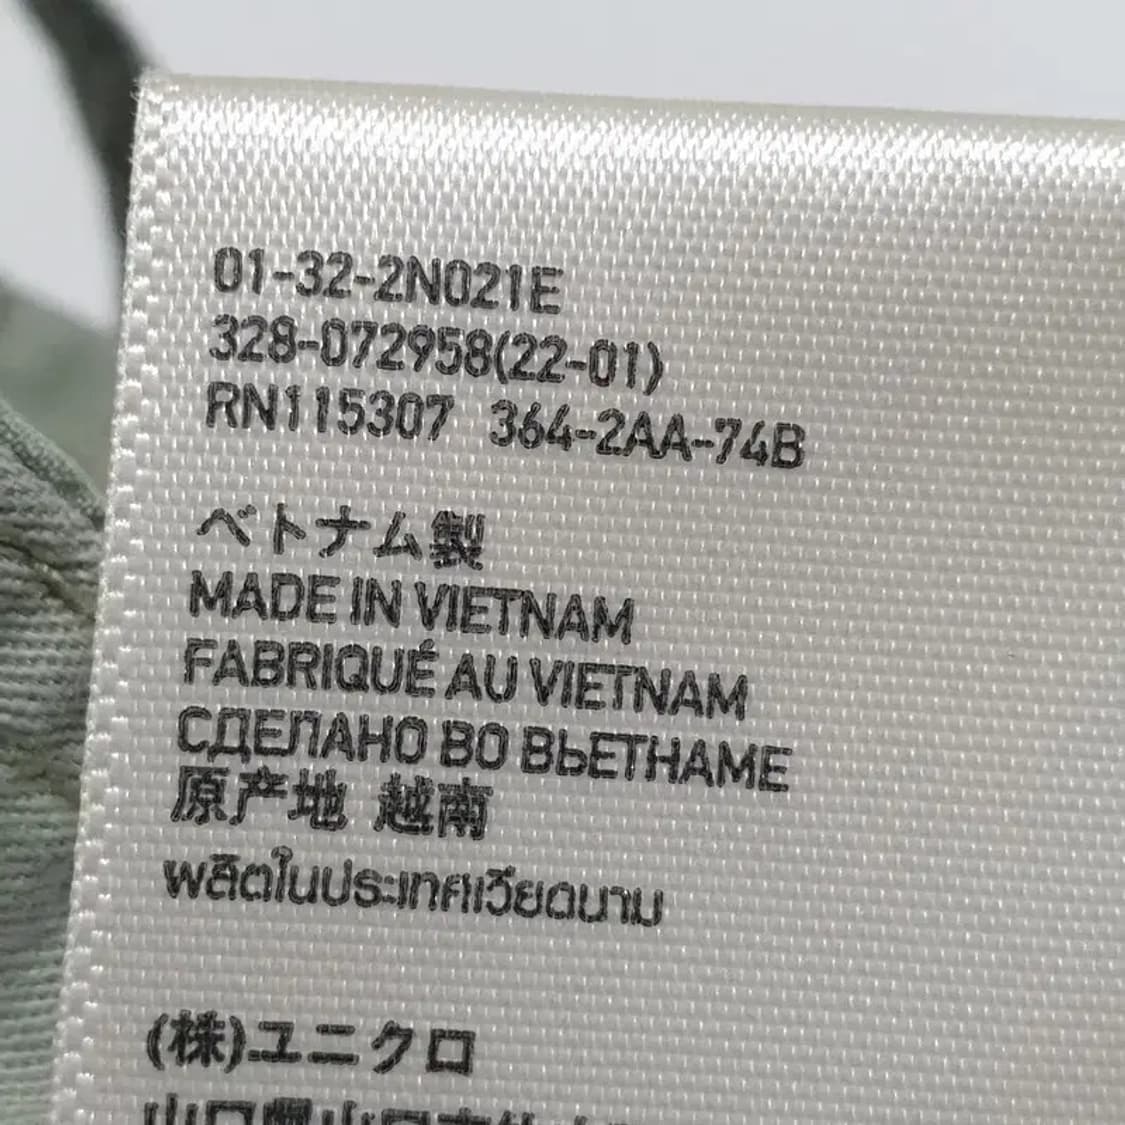 01-32-2N021E
328-072958(22-01)
RN115307 364-2AA-74B
ベトナム製
MADE IN VIETNAM
FABRIQUÉ AU VIETNAM
СДЕЛАНО ВО ВЬЕТНАМЕ
原产地 越南
ผลิตในประเทศเวียดนาม
(株)ユニクロ